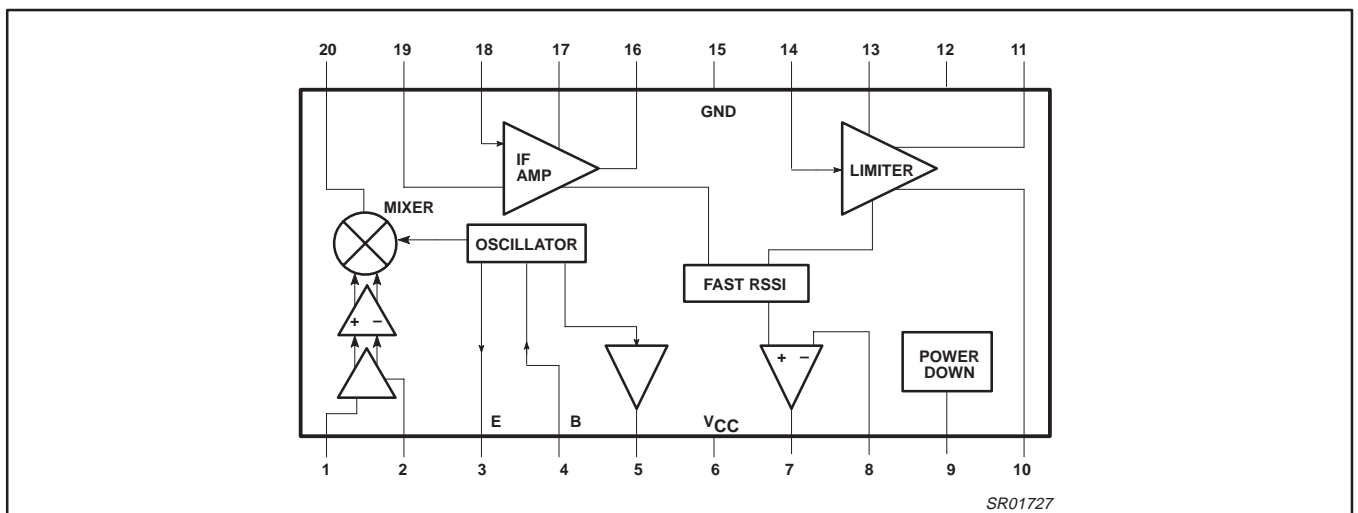 20 19 18 17 16 15 14 13 12 11
GND
IF
AMP
LIMITER
MIXER
OSCILLATOR
FAST RSSI
+ −
+ −
POWER
DOWN
E B VCC
1 2 3 4 5 6 7 8 9 10
SR01727